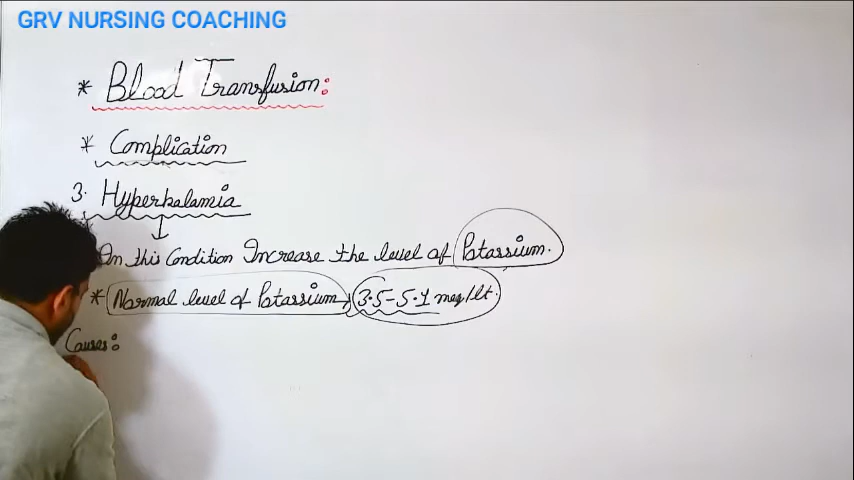 GRV NURSING COACHING
* Blood Transfusion:
* Complication
3. Hyperkalamia
In this Condition Increase the level of Potassium.
* Normal level of Potassium → 3.5-5.1 meq/lt.
Causes: